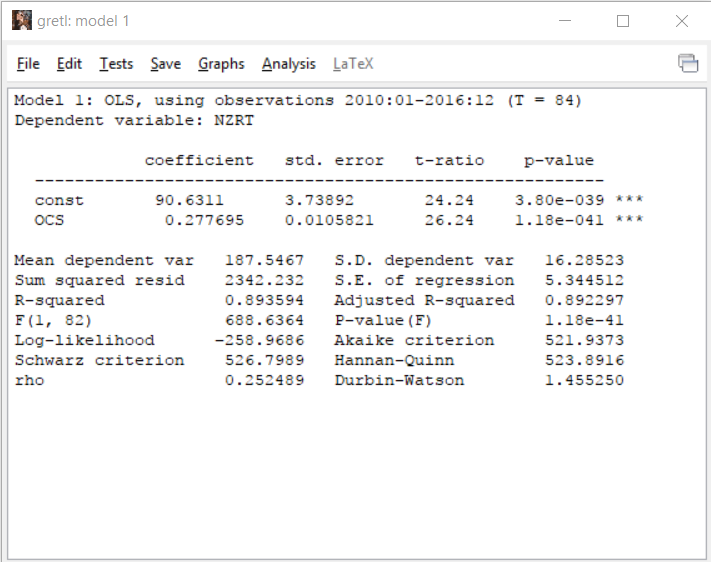 gretl: model 1
File Edit Tests Save Graphs Analysis LaTeX
Model 1: OLS, using observations 2010:01-2016:12 (T = 84)
Dependent variable: NZRT
coefficient std. error t-ratio p-value
---------------------------------------------------------
const 90.6311 3.73892 24.24 3.80e-039 ***
OCS 0.277695 0.0105821 26.24 1.18e-041 ***
Mean dependent var 187.5467 S.D. dependent var 16.28523
Sum squared resid 2342.232 S.E. of regression 5.344512
R-squared 0.893594 Adjusted R-squared 0.892297
F(1, 82) 688.6364 P-value(F) 1.18e-41
Log-likelihood -258.9686 Akaike criterion 521.9373
Schwarz criterion 526.7989 Hannan-Quinn 523.8916
rho 0.252489 Durbin-Watson 1.455250